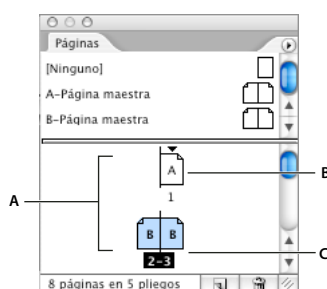 Páginas
[Ninguno]
A-Página maestra
B-Página maestra
A
B
1
A
B B
2-3
C
8 páginas en 5 pliegos